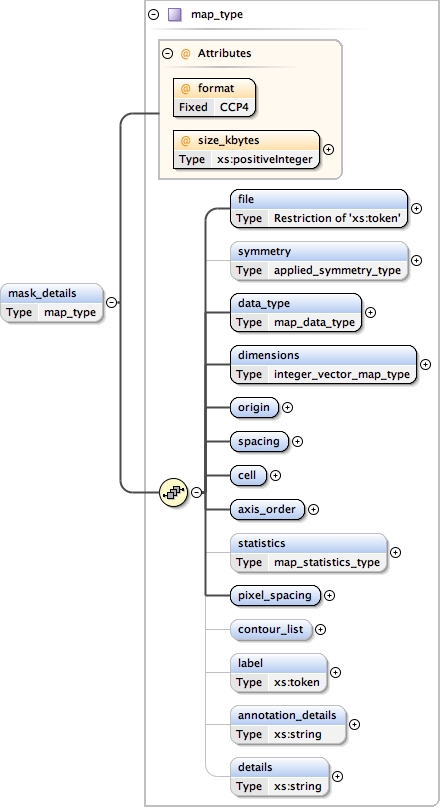 map_type
@ Attributes
@ format
Fixed CCP4
@ size_kbytes
Type xs:positiveInteger
file
Type Restriction of 'xs:token'
symmetry
Type applied_symmetry_type
mask_details
Type map_type
data_type
Type map_data_type
dimensions
Type integer_vector_map_type
origin
spacing
cell
axis_order
statistics
Type map_statistics_type
pixel_spacing
contour_list
label
Type xs:token
annotation_details
Type xs:string
details
Type xs:string